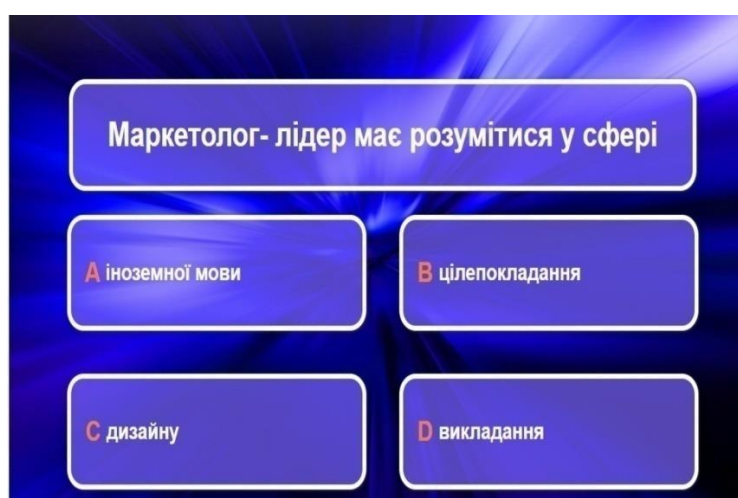 Маркетолог- лідер має розумітися у сфері
A іноземної мови
B цілепокладання
C дизайну
D викладання